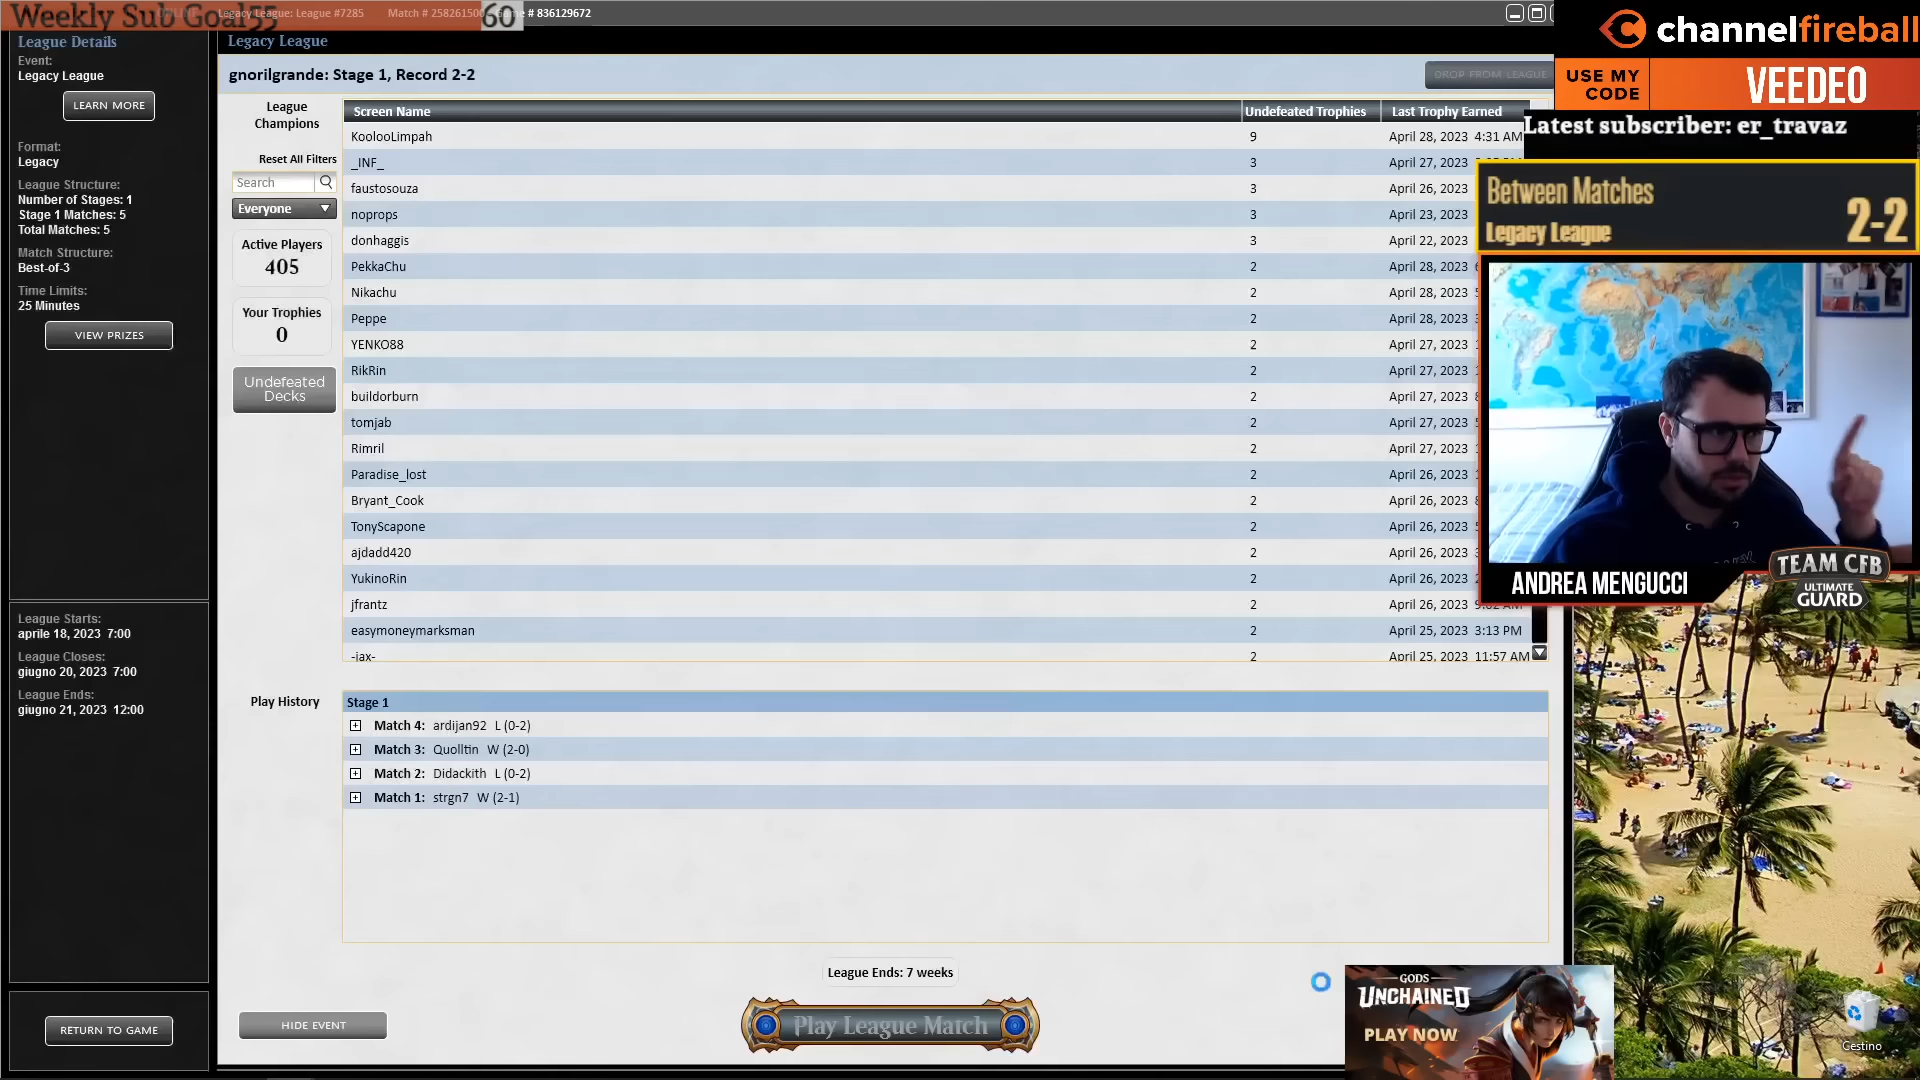 Weekly Sub Goal 55
60
Legacy League: League #7285
Match # 258261500
# 836129672
League Details
Event:
Legacy League
LEARN MORE
Format:
Legacy
League Structure:
Number of Stages: 1
Stage 1 Matches: 5
Total Matches: 5
Match Structure:
Best-of-3
Time Limits:
25 Minutes
VIEW PRIZES
League Starts:
aprile 18, 2023 7:00
League Closes:
giugno 20, 2023 7:00
League Ends:
giugno 21, 2023 12:00
RETURN TO GAME
Legacy League
gnorilgrande: Stage 1, Record 2-2
DROP FROM LEAGUE
League
Champions
Reset All Filters
Search
Everyone
Active Players
405
Your Trophies
0
Undefeated
Decks
Screen Name Undefeated Trophies Last Trophy Earned
KoolooLimpah 9 April 28, 2023 4:31 AM
_INF_ 3 April 27, 2023
faustosouza 3 April 26, 2023
noprops 3 April 23, 2023
donhaggis 3 April 22, 2023
PekkaChu 2 April 28, 2023
Nikachu 2 April 28, 2023
Peppe 2 April 28, 2023
YENKO88 2 April 27, 2023
RikRin 2 April 27, 2023
buildorburn 2 April 27, 2023
tomjab 2 April 27, 2023
Rimril 2 April 27, 2023
Paradise_lost 2 April 26, 2023
Bryant_Cook 2 April 26, 2023
TonyScapone 2 April 26, 2023
ajdadd420 2 April 26, 2023
YukinoRin 2 April 26, 2023
jfrantz 2 April 26, 2023
easymoneymarksman 2 April 25, 2023 3:13 PM
-jax- 2 April 25, 2023 11:57 AM
Play History
Stage 1
Match 4: ardijan92 L (0-2)
Match 3: Quolltin W (2-0)
Match 2: Didackith L (0-2)
Match 1: strgn7 W (2-1)
League Ends: 7 weeks
HIDE EVENT
Play League Match
channelfireball
USE MY
CODE
VEEDEO
Latest subscriber: er_travaz
Between Matches
Legacy League
2-2
ANDREA MENGUCCI
TEAM CFB
ULTIMATE
GUARD
GODS
UNCHAINED
PLAY NOW
Cestino